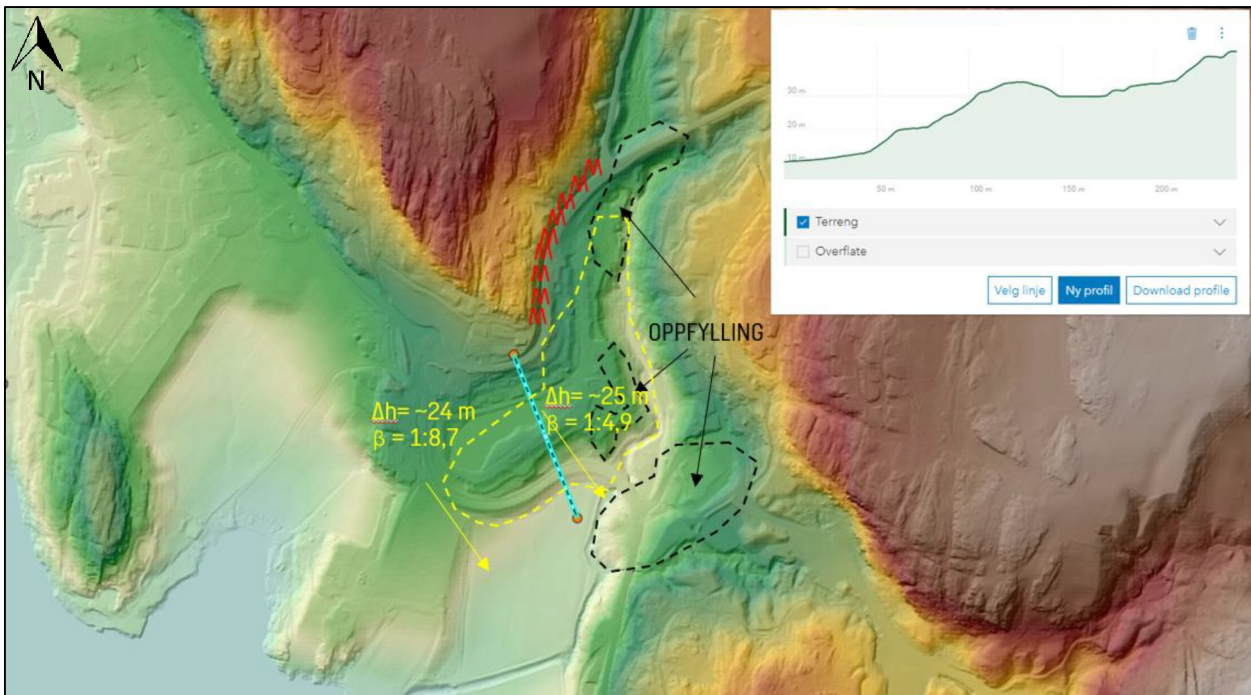 N
30 m
20 m
10 m
50 m
100 m
150 m
200 m
Terreng
Overflate
Velg linje
Ny profil
Download profile
OPPFYLLING
Δh= ~24 m
β = 1:8,7
Δh= ~25 m
β = 1:4,9